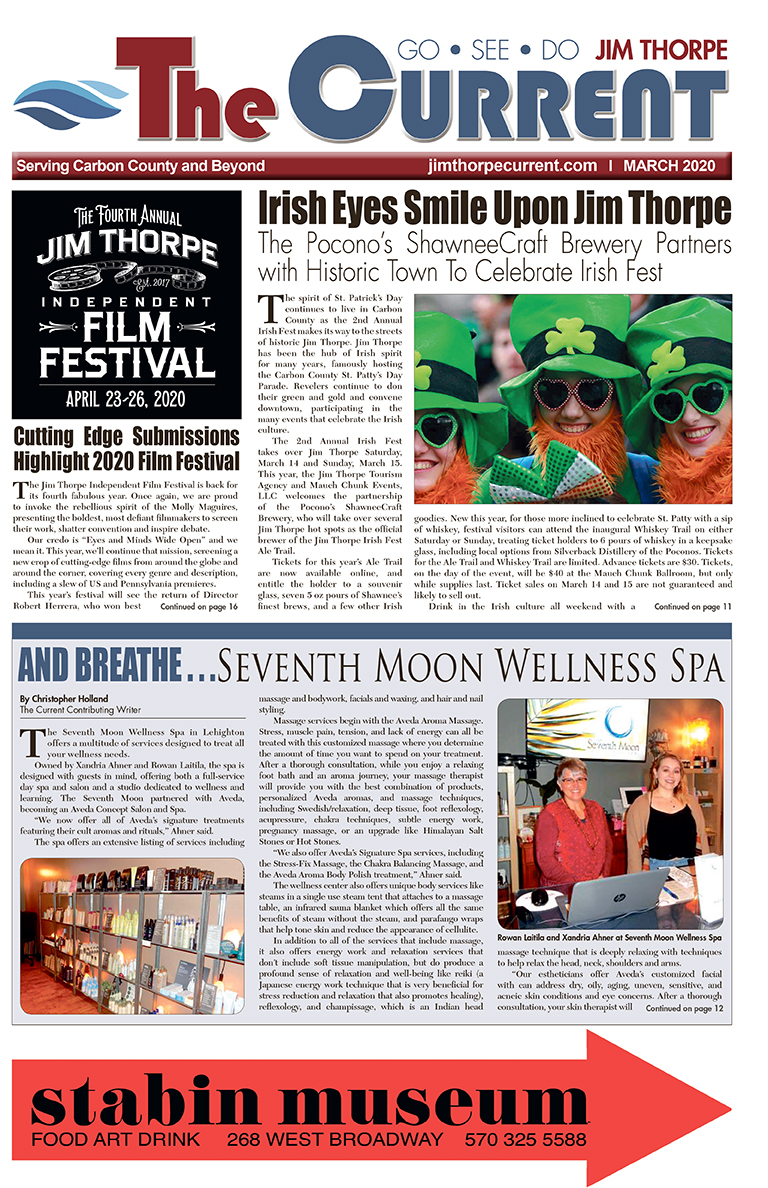 GO • SEE • DO JIM THORPE
The Current
Serving Carbon County and Beyond
jimthorpecurrent.com | MARCH 2020
The Fourth Annual
JIM THORPE
Est. 2017
INDEPENDENT
FILM
FESTIVAL
APRIL 23-26, 2020
Cutting Edge Submissions
Highlight 2020 Film Festival
The Jim Thorpe Independent Film Festival is back for
its fourth fabulous year. Once again, we are proud
to invoke the rebellious spirit of the Molly Maguires,
presenting the boldest, most defiant filmmakers to screen
their work, shatter convention and inspire debate.
Our credo is “Eyes and Minds Wide Open” and we
mean it. This year, we’ll continue that mission, screening a
new crop of cutting-edge films from around the globe and
around the corner, covering every genre and description,
including a slew of US and Pennsylvania premieres.
This year’s festival will see the return of Director
Robert Herrera, who won best Continued on page 16
Irish Eyes Smile Upon Jim Thorpe
The Pocono’s ShawneeCraft Brewery Partners
with Historic Town To Celebrate Irish Fest
The spirit of St. Patrick’s Day
continues to live in Carbon
County as the 2nd Annual
Irish Fest makes its way to the streets
of historic Jim Thorpe. Jim Thorpe
has been the hub of Irish spirit
for many years, famously hosting
the Carbon County St. Patty’s Day
Parade. Revelers continue to don
their green and gold and convene
downtown, participating in the
many events that celebrate the Irish
culture.
The 2nd Annual Irish Fest
takes over Jim Thorpe Saturday,
March 14 and Sunday, March 15.
This year, the Jim Thorpe Tourism
Agency and Mauch Chunk Events,
LLC welcomes the partnership
of the Pocono’s ShawneeCraft
Brewery, who will take over several
Jim Thorpe hot spots as the official
brewer of the Jim Thorpe Irish Fest
Ale Trail.
Tickets for this year’s Ale Trail
are now available online, and
entitle the holder to a souvenir
glass, seven 5 oz pours of Shawnee’s
finest brews, and a few other Irish
goodies. New this year, for those more inclined to celebrate St. Patty with a sip
of whiskey, festival visitors can attend the inaugural Whiskey Trail on either
Saturday or Sunday, treating ticket holders to 6 pours of whiskey in a keepsake
glass, including local options from Silverback Distillery of the Poconos. Tickets
for the Ale Trail and Whiskey Trail are limited. Advance tickets are $30. Tickets,
on the day of the event, will be $40 at the Mauch Chunk Ballroom, but only
while supplies last. Ticket sales on March 14 and 15 are not guaranteed and
likely to sell out.
Drink in the Irish culture all weekend with a Continued on page 11
AND BREATHE...SEVENTH MOON WELLNESS SPA
By Christopher Holland
The Current Contributing Writer
The Seventh Moon Wellness Spa in Lehighton
offers a multitude of services designed to treat all
your wellness needs.
Owned by Xandria Ahner and Rowan Laitila, the spa is
designed with guests in mind, offering both a full-service
day spa and salon and a studio dedicated to wellness and
learning. The Seventh Moon partnered with Aveda,
becoming an Aveda Concept Salon and Spa.
“We now offer all of Aveda’s signature treatments
featuring their cult aromas and rituals,” Ahner said.
The spa offers an extensive listing of services including
massage and bodywork, facials and waxing, and hair and nail
styling.
Massage services begin with the Aveda Aroma Massage.
Stress, muscle pain, tension, and lack of energy can all be
treated with this customized massage where you determine
the amount of time you want to spend on your treatment.
After a thorough consultation, while you enjoy a relaxing
foot bath and an aroma journey, your massage therapist
will provide you with the best combination of products,
personalized Aveda aromas, and massage techniques,
including Swedish/relaxation, deep tissue, foot reflexology,
acupressure, chakra techniques, subtle energy work,
pregnancy massage, or an upgrade like Himalayan Salt
Stones or Hot Stones.
“We also offer Aveda’s Signature Spa services, including
the Stress-Fix Massage, the Chakra Balancing Massage, and
the Aveda Aroma Body Polish treatment,” Ahner said.
The wellness center also offers unique body services like
steams in a single use steam tent that attaches to a massage
table, an infrared sauna blanket which offers all the same
benefits of steam without the steam, and parafango wraps
that help tone skin and reduce the appearance of cellulite.
In addition to all of the services that include massage,
it also offers energy work and relaxation services that
don’t include soft tissue manipulation, but do produce a
profound sense of relaxation and well-being like reiki (a
Japanese energy work technique that is very beneficial for
stress reduction and relaxation that also promotes healing),
reflexology, and champissage, which is an Indian head
Seventh Moon
hp
Rowan Laitila and Xandria Ahner at Seventh Moon Wellness Spa
massage technique that is deeply relaxing with techniques
to help relax the head, neck, shoulders and arms.
“Our estheticians offer Aveda’s customized facial
with can address dry, oily, aging, uneven, sensitive, and
acneic skin conditions and eye concerns. After a thorough
consultation, your skin therapist will Continued on page 12
stabin museum
FOOD ART DRINK 268 WEST BROADWAY 570 325 5588